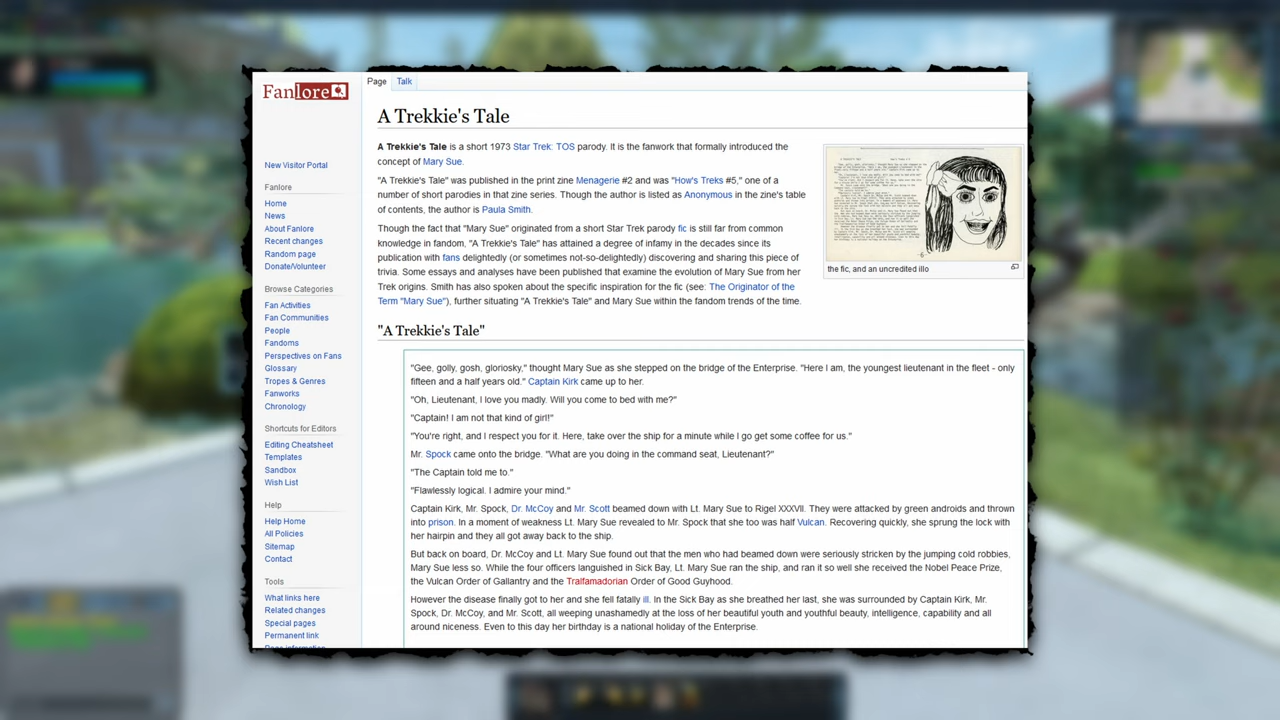 Fanlore
Page Talk
New Visitor Portal
Fanlore
Home
News
About Fanlore
Recent changes
Random page
Donate/Volunteer
Browse Categories
Fan Activities
Fan Communities
People
Fandoms
Perspectives on Fans
Glossary
Tropes & Genres
Fanworks
Chronology
Shortcuts for Editors
Editing Cheatsheet
Templates
Sandbox
Wish List
Help
Help Home
All Policies
Sitemap
Contact
Tools
What links here
Related changes
Special pages
Permanent link
Page information
A Trekkie's Tale
A Trekkie's Tale is a short 1973 Star Trek: TOS parody. It is the fanwork that formally introduced the
concept of Mary Sue.
"A Trekkie's Tale" was published in the print zine Menagerie #2 and was "How's Treks #5," one of a
number of short parodies in that zine series. Though the author is listed as Anonymous in the zine's table
of contents, the author is Paula Smith.
Though the fact that "Mary Sue" originated from a short Star Trek parody fic is still far from common
knowledge in fandom, "A Trekkie's Tale" has attained a degree of infamy in the decades since its
publication with fans delightedly (or sometimes not-so-delightedly) discovering and sharing this piece of
trivia. Some essays and analyses have been published that examine the evolution of Mary Sue from her
Trek origins. Smith has also spoken about the specific inspiration for the fic (see: The Originator of the
Term "Mary Sue"), further situating "A Trekkie's Tale" and Mary Sue within the fandom trends of the time.
the fic, and an uncredited illo
"A Trekkie's Tale"
"Gee, golly, gosh, gloriosky," thought Mary Sue as she stepped on the bridge of the Enterprise. "Here I am, the youngest lieutenant in the fleet - only
fifteen and a half years old." Captain Kirk came up to her.
"Oh, Lieutenant, I love you madly. Will you come to bed with me?"
"Captain! I am not that kind of girl!"
"You're right, and I respect you for it. Here, take over the ship for a minute while I go get some coffee for us."
Mr. Spock came onto the bridge. "What are you doing in the command seat, Lieutenant?"
"The Captain told me to."
"Flawlessly logical. I admire your mind."
Captain Kirk, Mr. Spock, Dr. McCoy and Mr. Scott beamed down with Lt. Mary Sue to Rigel XXXVII. They were attacked by green androids and thrown
into prison. In a moment of weakness Lt. Mary Sue revealed to Mr. Spock that she too was half Vulcan. Recovering quickly, she sprung the lock with
her hairpin and they all got away back to the ship.
But back on board, Dr. McCoy and Lt. Mary Sue found out that the men who had beamed down were seriously stricken by the jumping cold robbies,
Mary Sue less so. While the four officers languished in Sick Bay, Lt. Mary Sue ran the ship, and ran it so well she received the Nobel Peace Prize,
the Vulcan Order of Gallantry and the Tralfamadorian Order of Good Guyhood.
However the disease finally got to her and she fell fatally ill. In the Sick Bay as she breathed her last, she was surrounded by Captain Kirk, Mr.
Spock, Dr. McCoy, and Mr. Scott, all weeping unashamedly at the loss of her beautiful youth and youthful beauty, intelligence, capability and all
around niceness. Even to this day her birthday is a national holiday of the Enterprise.